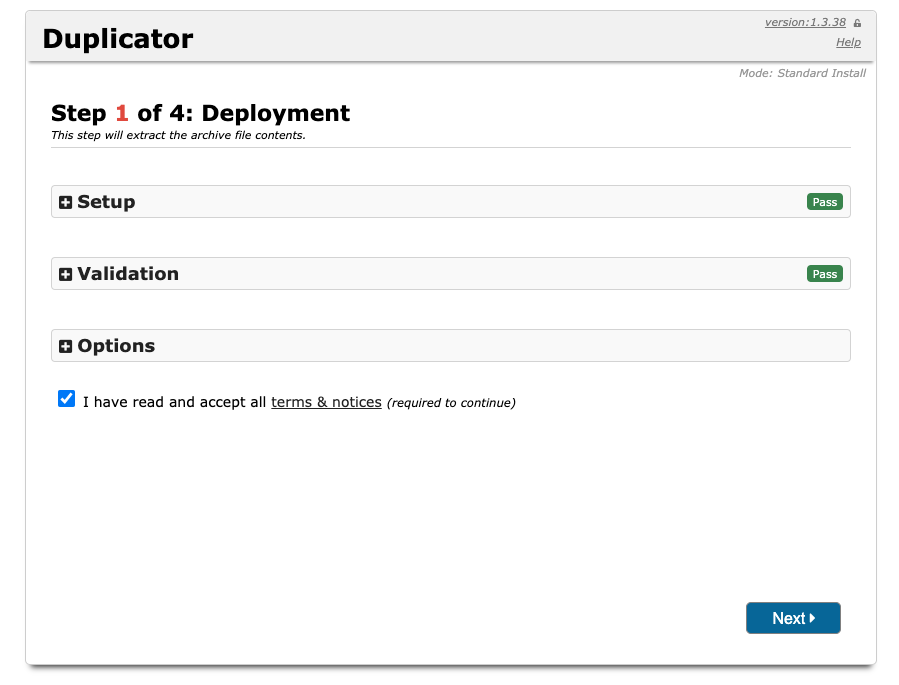 Duplicator
version:1.3.38
Help
Mode: Standard Install
Step 1 of 4: Deployment
This step will extract the archive file contents.
Setup
Pass
Validation
Pass
Options
I have read and accept all terms & notices (required to continue)
Next